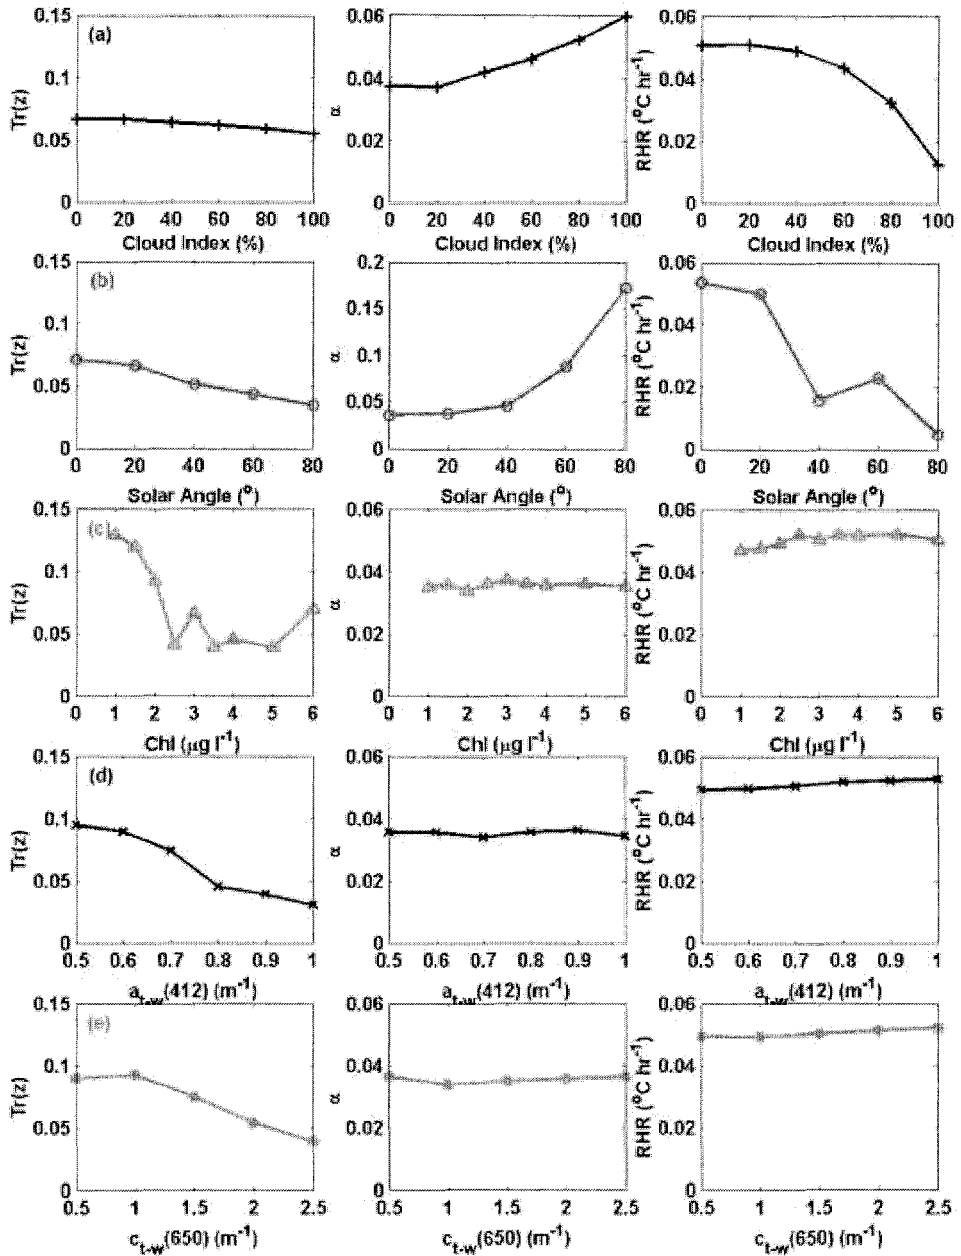 (a)
Tr(z)
0.15
0.1
0.05
0
0 20 40 60 80 100
Cloud Index (%)
α
0.06
0.04
0.02
0
0 20 40 60 80 100
Cloud Index (%)
RHR (°C hr⁻¹)
0.06
0.04
0.02
0
0 20 40 60 80 100
Cloud Index (%)
(b)
Tr(z)
0.15
0.1
0.05
0
0 20 40 60 80
Solar Angle (°)
α
0.2
0.15
0.1
0.05
0
0 20 40 60 80
Solar Angle (°)
RHR (°C hr⁻¹)
0.06
0.04
0.02
0
0 20 40 60 80
Solar Angle (°)
(c)
Tr(z)
0.15
0.1
0.05
0
0 1 2 3 4 5 6
Chl (μg l⁻¹)
α
0.06
0.04
0.02
0
0 1 2 3 4 5 6
Chl (μg l⁻¹)
RHR (°C hr⁻¹)
0.06
0.04
0.02
0
0 1 2 3 4 5 6
Chl (μg l⁻¹)
(d)
Tr(z)
0.15
0.1
0.05
0
0.5 0.6 0.7 0.8 0.9 1
a_t-w(412) (m⁻¹)
α
0.06
0.04
0.02
0
0.5 0.6 0.7 0.8 0.9 1
a_t-w(412) (m⁻¹)
RHR (°C hr⁻¹)
0.06
0.04
0.02
0
0.5 0.6 0.7 0.8 0.9 1
a_t-w(412) (m⁻¹)
(e)
Tr(z)
0.15
0.1
0.05
0
0.5 1 1.5 2 2.5
c_t-w(650) (m⁻¹)
α
0.06
0.04
0.02
0
0.5 1 1.5 2 2.5
c_t-w(650) (m⁻¹)
RHR (°C hr⁻¹)
0.06
0.04
0.02
0
0.5 1 1.5 2 2.5
c_t-w(650) (m⁻¹)